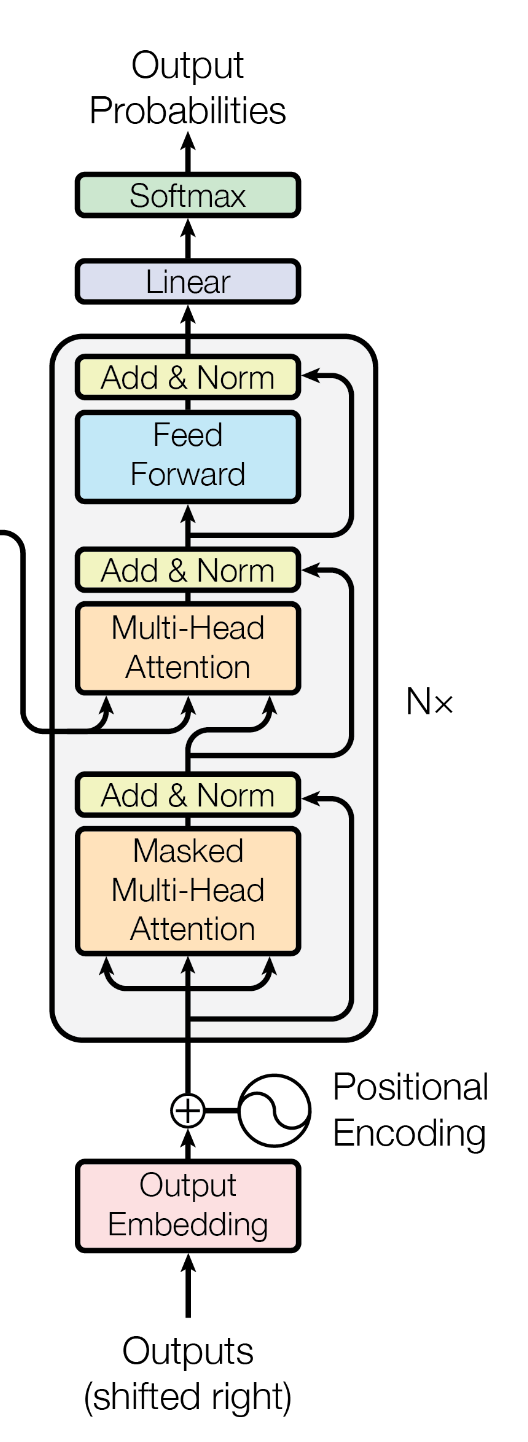 Output
Probabilities
Softmax
Linear
Add & Norm
Feed
Forward
Add & Norm
Multi-Head
Attention
N×
Add & Norm
Masked
Multi-Head
Attention
Positional
Encoding
Output
Embedding
Outputs
(shifted right)